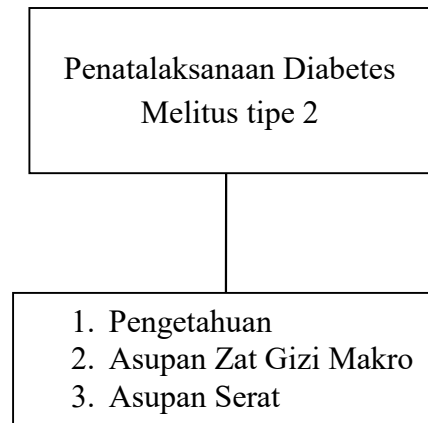 Penatalaksanaan Diabetes
Melitus tipe 2
1. Pengetahuan
2. Asupan Zat Gizi Makro
3. Asupan Serat